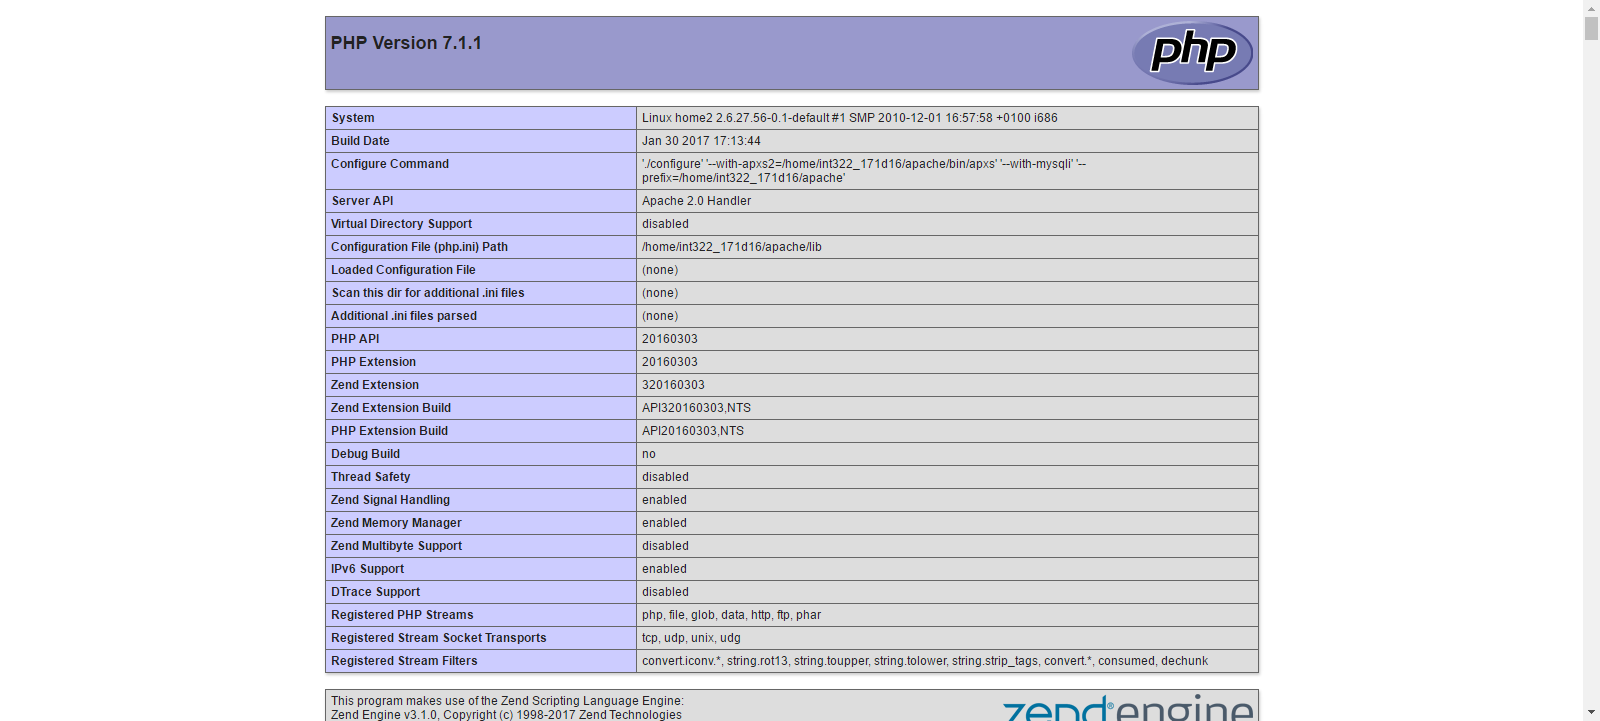 PHP Version 7.1.1
php
System Linux home2 2.6.27.56-0.1-default #1 SMP 2010-12-01 16:57:58 +0100 i686
Build Date Jan 30 2017 17:13:44
Configure Command './configure' '--with-apxs2=/home/int322_171d16/apache/bin/apxs' '--with-mysqli' '--
prefix=/home/int322_171d16/apache'
Server API Apache 2.0 Handler
Virtual Directory Support disabled
Configuration File (php.ini) Path /home/int322_171d16/apache/lib
Loaded Configuration File (none)
Scan this dir for additional .ini files (none)
Additional .ini files parsed (none)
PHP API 20160303
PHP Extension 20160303
Zend Extension 320160303
Zend Extension Build API320160303,NTS
PHP Extension Build API20160303,NTS
Debug Build no
Thread Safety disabled
Zend Signal Handling enabled
Zend Memory Manager enabled
Zend Multibyte Support disabled
IPv6 Support enabled
DTrace Support disabled
Registered PHP Streams php, file, glob, data, http, ftp, phar
Registered Stream Socket Transports tcp, udp, unix, udg
Registered Stream Filters convert.iconv.*, string.rot13, string.toupper, string.tolower, string.strip_tags, convert.*, consumed, dechunk
This program makes use of the Zend Scripting Language Engine:
Zend Engine v3.1.0, Copyright (c) 1998-2017 Zend Technologies
zend® engine